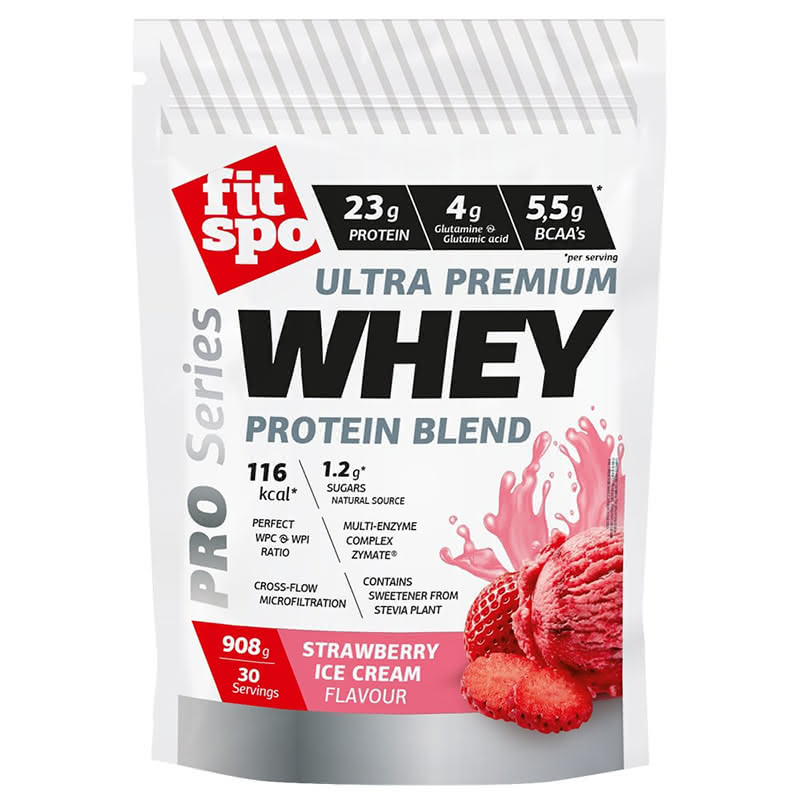 fit
spo
23g
PROTEIN
4g
Glutamine &
Glutamic acid
5,5g*
BCAA's
*per serving
ULTRA PREMIUM
WHEY
PROTEIN BLEND
PRO Series
116
kcal*
1.2g*
SUGARS
NATURAL SOURCE
PERFECT
WPC & WPI
RATIO
MULTI-ENZYME
COMPLEX
ZYMATE®
CROSS-FLOW
MICROFILTRATION
CONTAINS
SWEETENER FROM
STEVIA PLANT
908g
30
Servings
STRAWBERRY
ICE CREAM
FLAVOUR